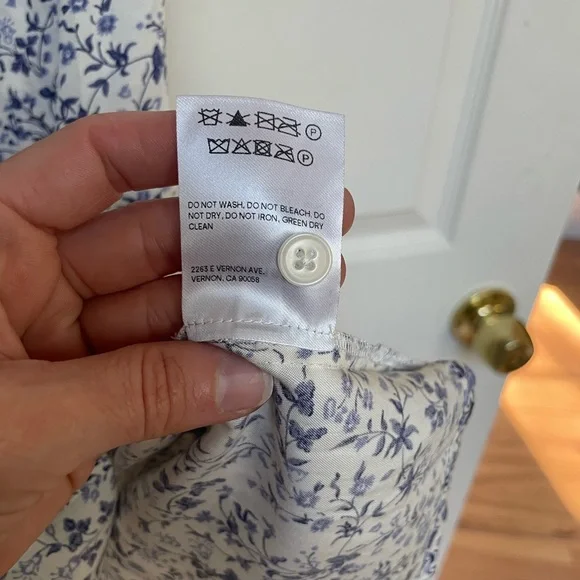 P
P
DO NOT WASH, DO NOT BLEACH, DO
NOT DRY, DO NOT IRON, GREEN DRY
CLEAN
2263 E VERNON AVE.
VERNON, CA 90058